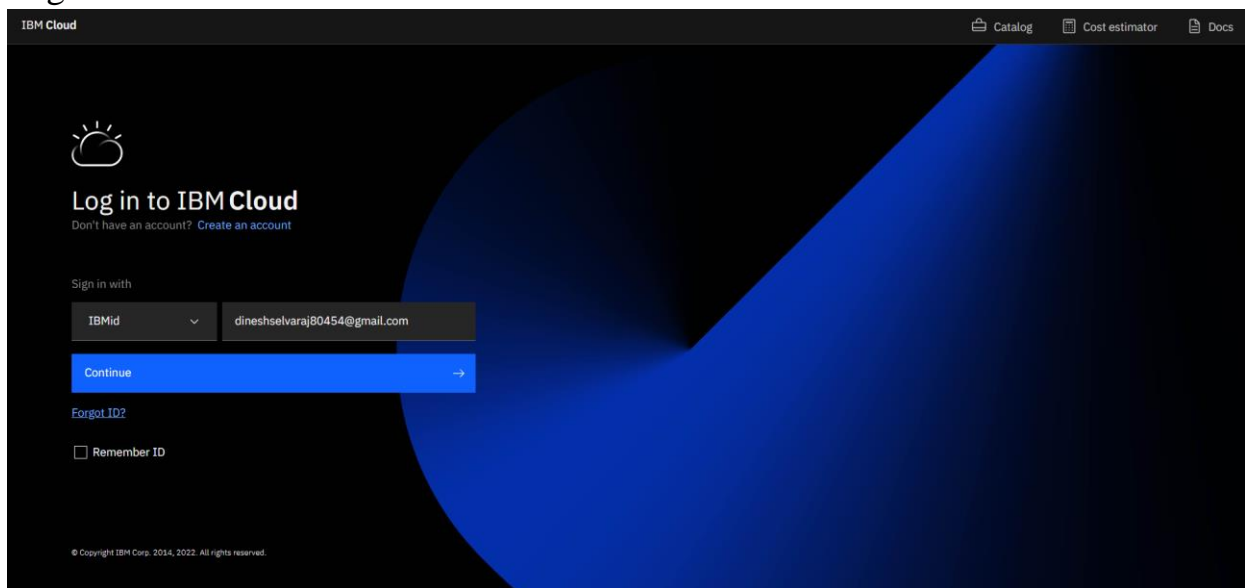 IBM Cloud
Catalog
Cost estimator
Docs
Log in to IBM Cloud
Don't have an account? Create an account
Sign in with
IBMid
dineshselvaraj80454@gmail.com
Continue
Forgot ID?
Remember ID
© Copyright IBM Corp. 2014, 2022. All rights reserved.